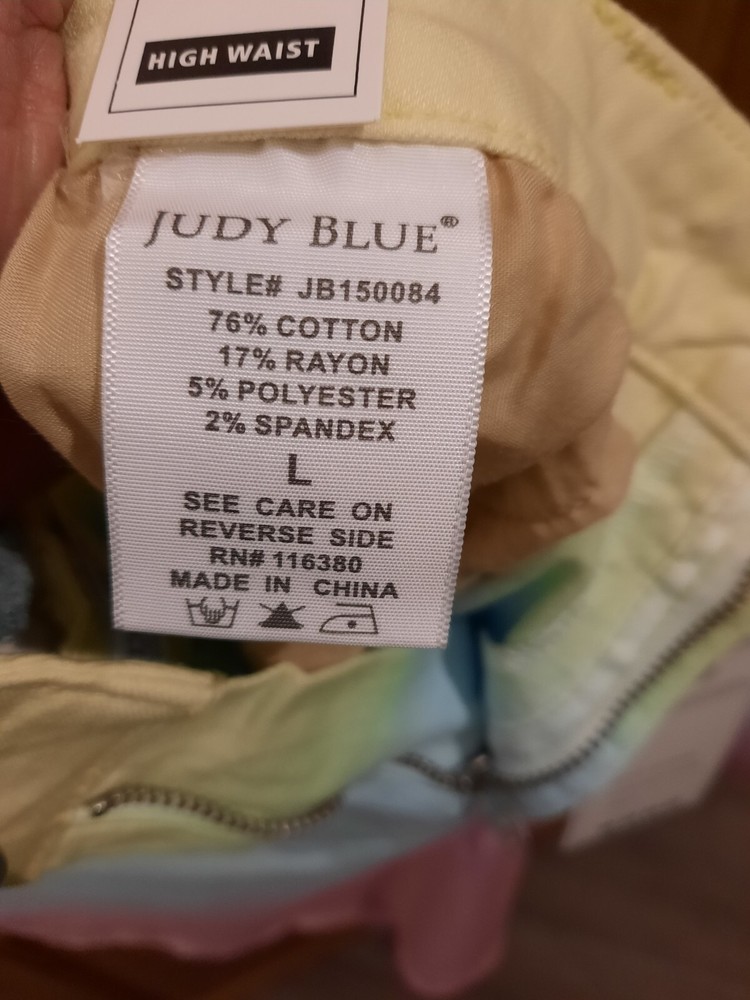 HIGH WAIST
JUDY BLUE®
STYLE# JB150084
76% COTTON
17% RAYON
5% POLYESTER
2% SPANDEX
L
SEE CARE ON
REVERSE SIDE
RN# 116380
MADE IN CHINA